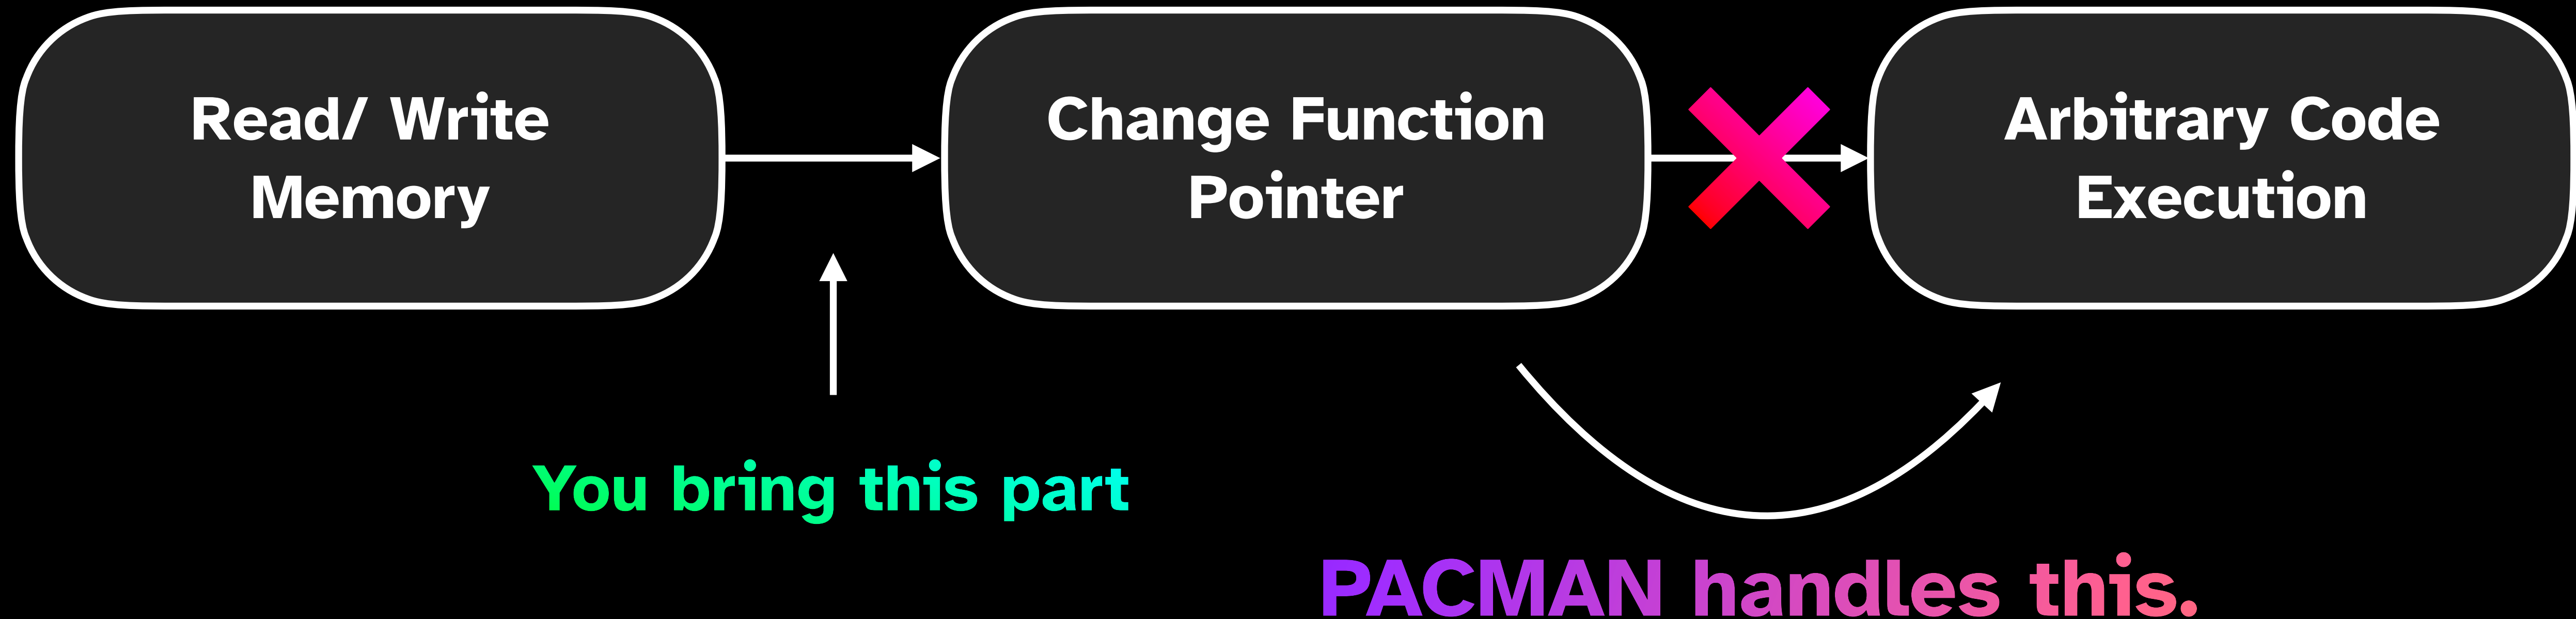 Read/ Write
Memory
Change Function
Pointer
Arbitrary Code
Execution
You bring this part
PACMAN handles this.